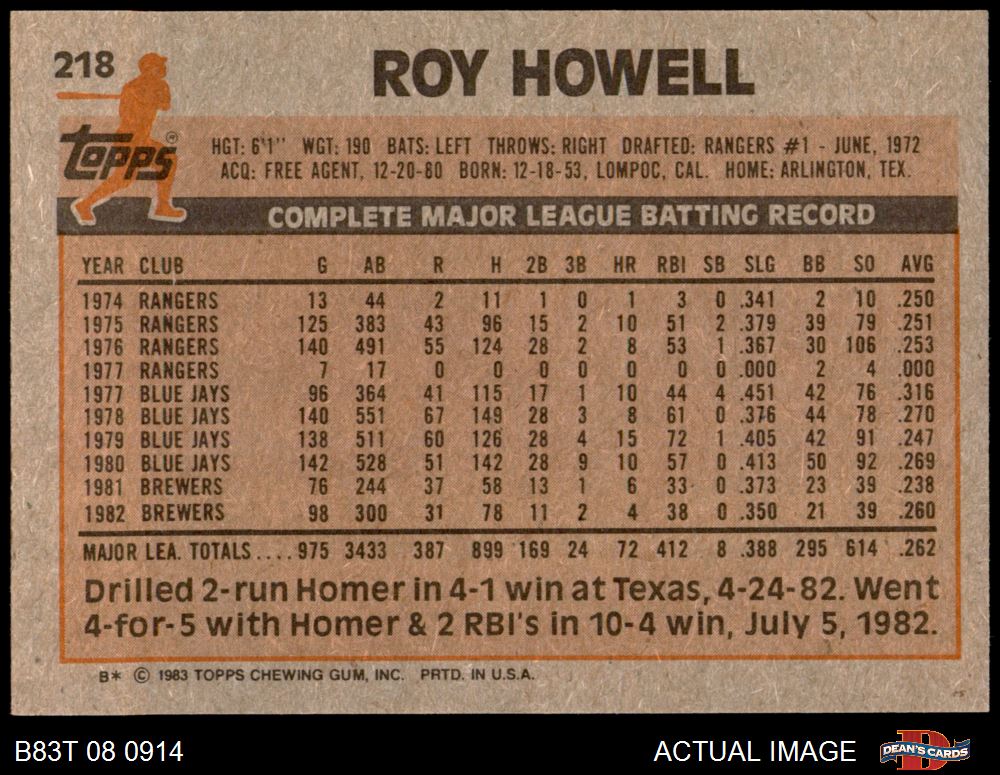 218
ROY HOWELL
Topps®
HGT: 6'1" WGT: 190 BATS: LEFT THROWS: RIGHT DRAFTED: RANGERS #1 - JUNE, 1972
ACQ: FREE AGENT, 12-20-80 BORN: 12-18-53, LOMPOC, CAL. HOME: ARLINGTON, TEX.
COMPLETE MAJOR LEAGUE BATTING RECORD
YEAR CLUB G AB R H 2B 3B HR RBI SB SLG BB SO AVG
1974 RANGERS 13 44 2 11 1 0 1 3 0 .341 2 10 .250
1975 RANGERS 125 383 43 96 15 2 10 51 2 .379 39 79 .251
1976 RANGERS 140 491 55 124 28 2 8 53 1 .367 30 106 .253
1977 RANGERS 7 17 0 0 0 0 0 0 0 .000 2 4 .000
1977 BLUE JAYS 96 364 41 115 17 1 10 44 4 .451 42 76 .316
1978 BLUE JAYS 140 551 67 149 28 3 8 61 0 .376 44 78 .270
1979 BLUE JAYS 138 511 60 126 28 4 15 72 1 .405 42 91 .247
1980 BLUE JAYS 142 528 51 142 28 9 10 57 0 .413 50 92 .269
1981 BREWERS 76 244 37 58 13 1 6 33 0 .373 23 39 .238
1982 BREWERS 98 300 31 78 11 2 4 38 0 .350 21 39 .260
MAJOR LEA. TOTALS.... 975 3433 387 899 169 24 72 412 8 .388 295 614 .262
Drilled 2-run Homer in 4-1 win at Texas, 4-24-82. Went
4-for-5 with Homer & 2 RBI's in 10-4 win, July 5, 1982.
B* © 1983 TOPPS CHEWING GUM, INC. PRTD. IN U.S.A.
B83T 08 0914
ACTUAL IMAGE
DEAN'S CARDS